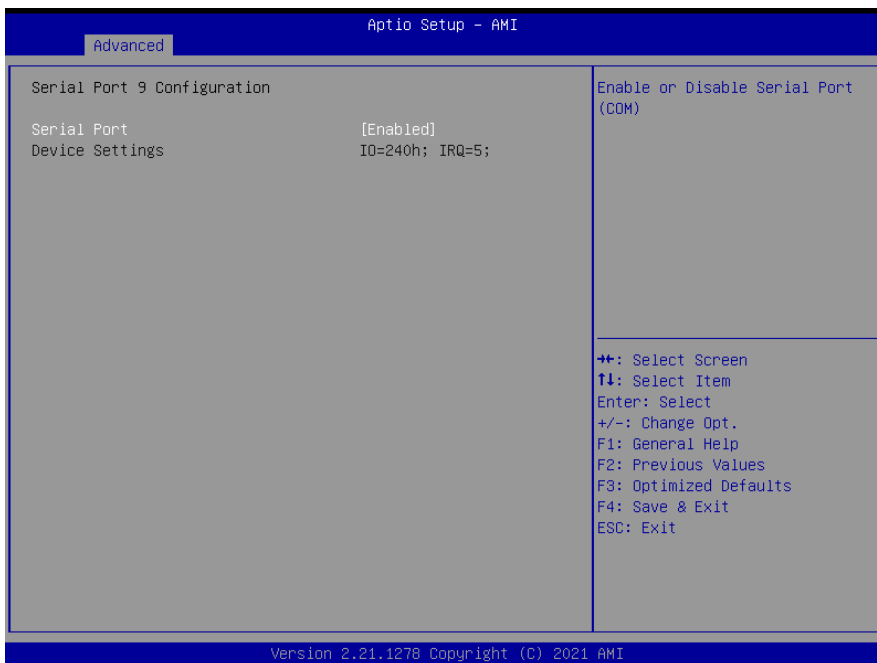 Aptio Setup – AMI
Advanced
Serial Port 9 Configuration
Serial Port [Enabled]
Device Settings IO=240h; IRQ=5;
Enable or Disable Serial Port
(COM)
→←: Select Screen
↑↓: Select Item
Enter: Select
+/-: Change Opt.
F1: General Help
F2: Previous Values
F3: Optimized Defaults
F4: Save & Exit
ESC: Exit
Version 2.21.1278 Copyright (C) 2021 AMI